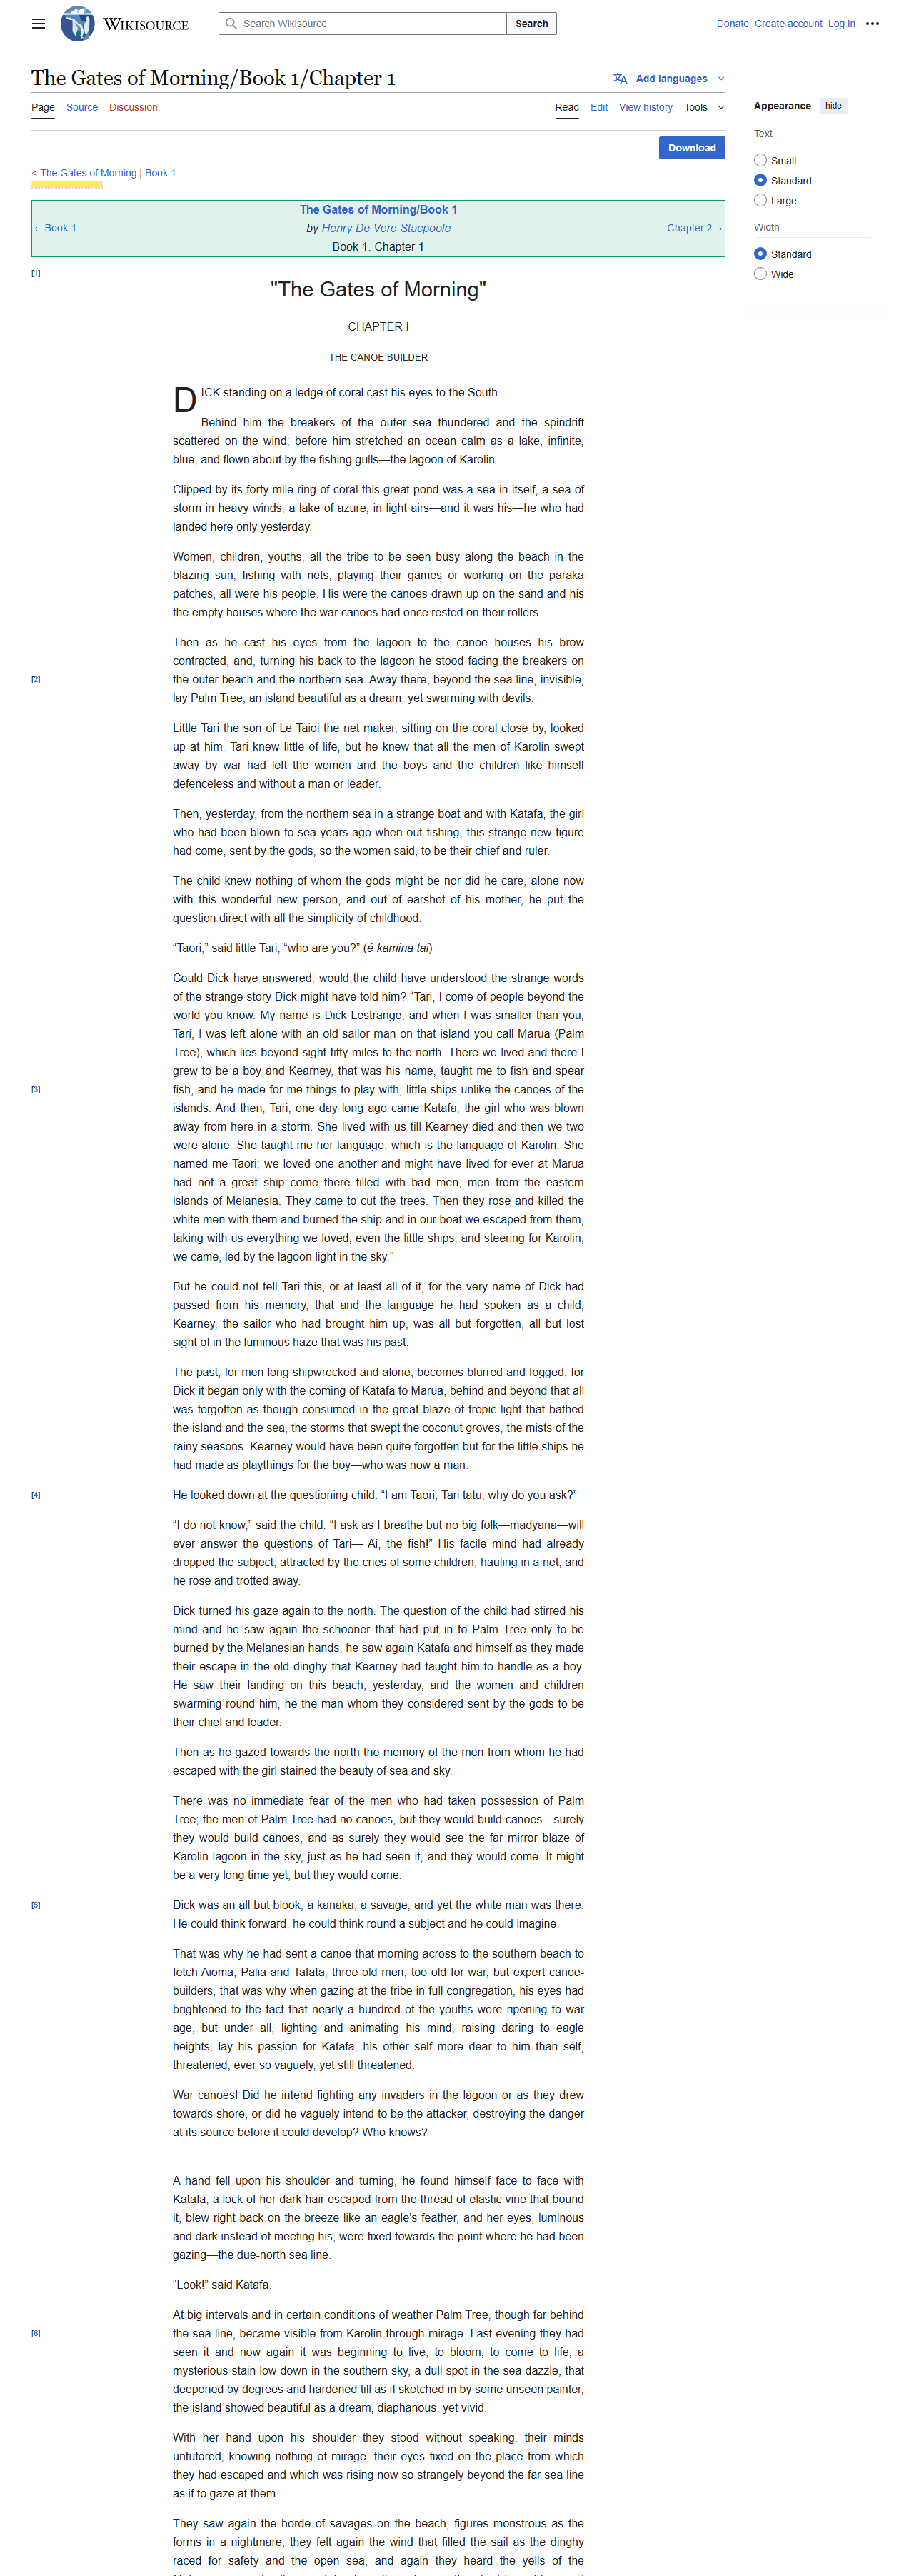 WIKISOURCE
Search Wikisource
Search
Donate Create account Log in
The Gates of Morning/Book 1/Chapter 1
Add languages
Page Source Discussion
Read Edit View history Tools
Appearance hide
Text
Small
Standard
Large
Width
Standard
Wide
Download
< The Gates of Morning | Book 1
The Gates of Morning/Book 1
←Book 1
by Henry De Vere Stacpoole
Chapter 2→
Book 1. Chapter 1
[1]
"The Gates of Morning"
CHAPTER I
THE CANOE BUILDER
DICK standing on a ledge of coral cast his eyes to the South.
Behind him the breakers of the outer sea thundered and the spindrift
scattered on the wind; before him stretched an ocean calm as a lake, infinite,
blue, and flown about by the fishing gulls—the lagoon of Karolin.
Clipped by its forty-mile ring of coral this great pond was a sea in itself, a sea of
storm in heavy winds, a lake of azure, in light airs—and it was his—he who had
landed here only yesterday.
Women, children, youths, all the tribe to be seen busy along the beach in the
blazing sun, fishing with nets, playing their games or working on the paraka
patches, all were his people. His were the canoes drawn up on the sand and his
the empty houses where the war canoes had once rested on their rollers.
Then as he cast his eyes from the lagoon to the canoe houses his brow
contracted, and, turning his back to the lagoon he stood facing the breakers on
[2]
the outer beach and the northern sea. Away there, beyond the sea line, invisible,
lay Palm Tree, an island beautiful as a dream, yet swarming with devils.
Little Tari the son of Le Taioi the net maker, sitting on the coral close by, looked
up at him. Tari knew little of life, but he knew that all the men of Karolin swept
away by war had left the women and the boys and the children like himself
defenceless and without a man or leader.
Then, yesterday, from the northern sea in a strange boat and with Katafa, the girl
who had been blown to sea years ago when out fishing, this strange new figure
had come, sent by the gods, so the women said, to be their chief and ruler.
The child knew nothing of whom the gods might be nor did he care, alone now
with this wonderful new person, and out of earshot of his mother, he put the
question direct with all the simplicity of childhood.
“Taori,” said little Tari, “who are you?” (é kamina tai)
Could Dick have answered, would the child have understood the strange words
of the strange story Dick might have told him? “Tari, I come of people beyond the
world you know. My name is Dick Lestrange, and when I was smaller than you,
Tari, I was left alone with an old sailor man on that island you call Marua (Palm
Tree), which lies beyond sight fifty miles to the north. There we lived and there I
grew to be a boy and Kearney, that was his name, taught me to fish and spear
[3]
fish, and he made for me things to play with, little ships unlike the canoes of the
islands. And then, Tari, one day long ago came Katafa, the girl who was blown
away from here in a storm. She lived with us till Kearney died and then we two
were alone. She taught me her language, which is the language of Karolin. She
named me Taori; we loved one another and might have lived for ever at Marua
had not a great ship come there filled with bad men, men from the eastern
islands of Melanesia. They came to cut the trees. Then they rose and killed the
white men with them and burned the ship and in our boat we escaped from them,
taking with us everything we loved, even the little ships, and steering for Karolin,
we came, led by the lagoon light in the sky."
But he could not tell Tari this, or at least all of it, for the very name of Dick had
passed from his memory, that and the language he had spoken as a child;
Kearney, the sailor who had brought him up, was all but forgotten, all but lost
sight of in the luminous haze that was his past.
The past, for men long shipwrecked and alone, becomes blurred and fogged, for
Dick it began only with the coming of Katafa to Marua, behind and beyond that all
was forgotten as though consumed in the great blaze of tropic light that bathed
the island and the sea, the storms that swept the coconut groves, the mists of the
rainy seasons. Kearney would have been quite forgotten but for the little ships he
had made as playthings for the boy—who was now a man.
[4]
He looked down at the questioning child. “I am Taori, Tari tatu, why do you ask?”
“I do not know,” said the child. “I ask as I breathe but no big folk—madyana—will
ever answer the questions of Tari— Ai, the fish!” His facile mind had already
dropped the subject, attracted by the cries of some children, hauling in a net, and
he rose and trotted away.
Dick turned his gaze again to the north. The question of the child had stirred his
mind and he saw again the schooner that had put in to Palm Tree only to be
burned by the Melanesian hands, he saw again Katafa and himself as they made
their escape in the old dinghy that Kearney had taught him to handle as a boy.
He saw their landing on this beach, yesterday, and the women and children
swarming round him, he the man whom they considered sent by the gods to be
their chief and leader.
Then as he gazed towards the north the memory of the men from whom he had
escaped with the girl stained the beauty of sea and sky.
There was no immediate fear of the men who had taken possession of Palm
Tree; the men of Palm Tree had no canoes, but they would build canoes—surely
they would build canoes, and as surely they would see the far mirror blaze of
Karolin lagoon in the sky, just as he had seen it, and they would come. It might
be a very long time yet, but they would come.
[5]
Dick was an all but blook, a kanaka, a savage, and yet the white man was there.
He could think forward, he could think round a subject and he could imagine.
That was why he had sent a canoe that morning across to the southern beach to
fetch Aioma, Palia and Tafata, three old men, too old for war, but expert canoe-
builders, that was why when gazing at the tribe in full congregation, his eyes had
brightened to the fact that nearly a hundred of the youths were ripening to war
age, but under all, lighting and animating his mind, raising daring to eagle
heights, lay his passion for Katafa, his other self more dear to him than self,
threatened, ever so vaguely, yet still threatened.
War canoes! Did he intend fighting any invaders in the lagoon or as they drew
towards shore, or did he vaguely intend to be the attacker, destroying the danger
at its source before it could develop? Who knows?
A hand fell upon his shoulder and turning, he found himself face to face with
Katafa, a lock of her dark hair escaped from the thread of elastic vine that bound
it, blew right back on the breeze like an eagle’s feather, and her eyes, luminous
and dark instead of meeting his, were fixed towards the point where he had been
gazing—the due-north sea line.
“Look!” said Katafa.
At big intervals and in certain conditions of weather Palm Tree, though far behind
[6]
the sea line, became visible from Karolin through mirage. Last evening they had
seen it and now again it was beginning to live, to bloom, to come to life, a
mysterious stain low down in the southern sky, a dull spot in the sea dazzle, that
deepened by degrees and hardened till as if sketched in by some unseen painter,
the island showed beautiful as a dream, diaphanous, yet vivid.
With her hand upon his shoulder they stood without speaking, their minds
untutored, knowing nothing of mirage, their eyes fixed on the place from which
they had escaped and which was rising now so strangely beyond the far sea line
as if to gaze at them.
They saw again the horde of savages on the beach, figures monstrous as the
forms in a nightmare, they felt again the wind that filled the sail as the dinghy
raced for safety and the open sea, and again they heard the yells of the